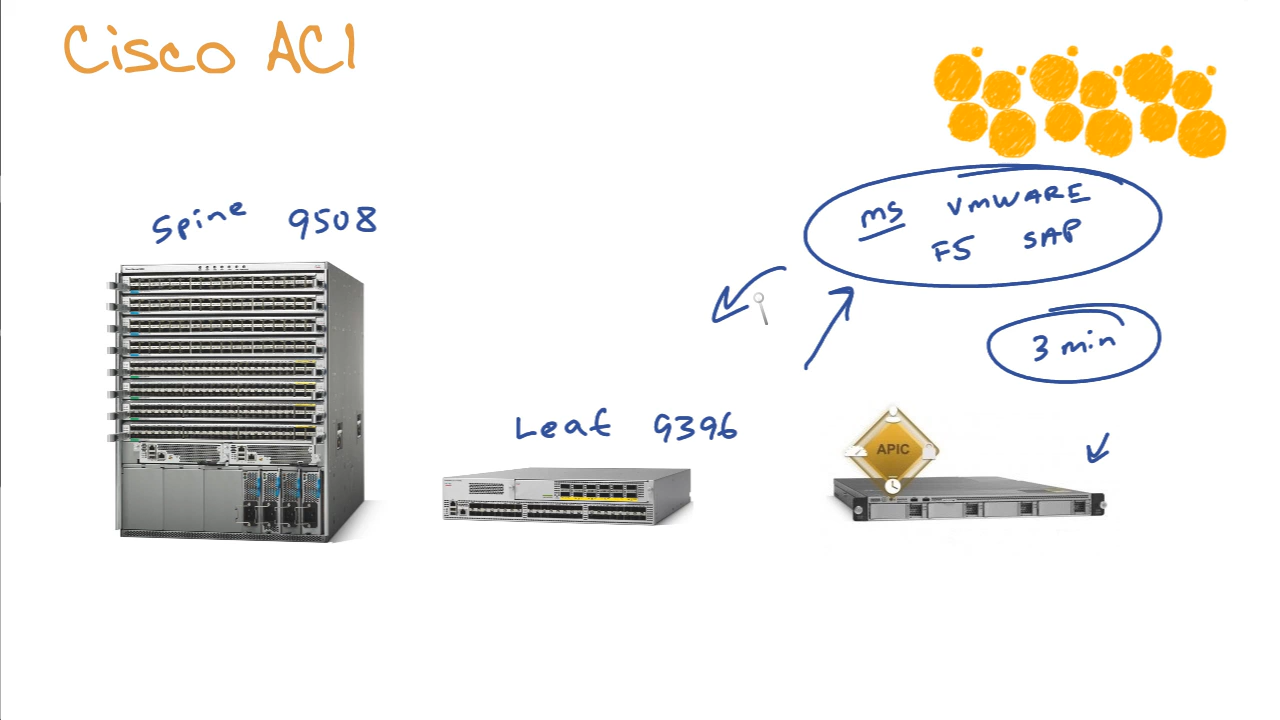 Cisco ACI
MS VMWARE
F5 SAP
Spine 9508
3 min
Leaf 9396
APIC